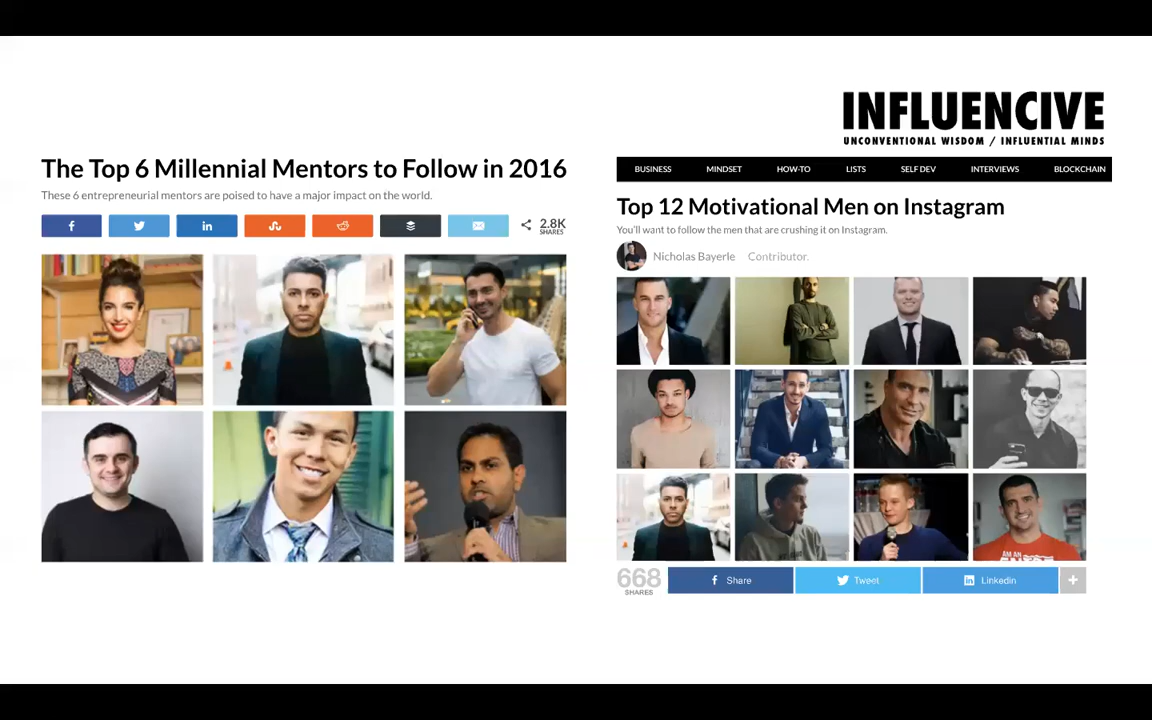 The Top 6 Millennial Mentors to Follow in 2016
These 6 entrepreneurial mentors are poised to have a major impact on the world.
2.8K
SHARES
INFLUENCIVE
UNCONVENTIONAL WISDOM / INFLUENTIAL MINDS
BUSINESS MINDSET HOW-TO LISTS SELF DEV INTERVIEWS BLOCKCHAIN
Top 12 Motivational Men on Instagram
You'll want to follow the men that are crushing it on Instagram.
Nicholas Bayerle Contributor.
AM AN
668
SHARES
Share Tweet Linkedin